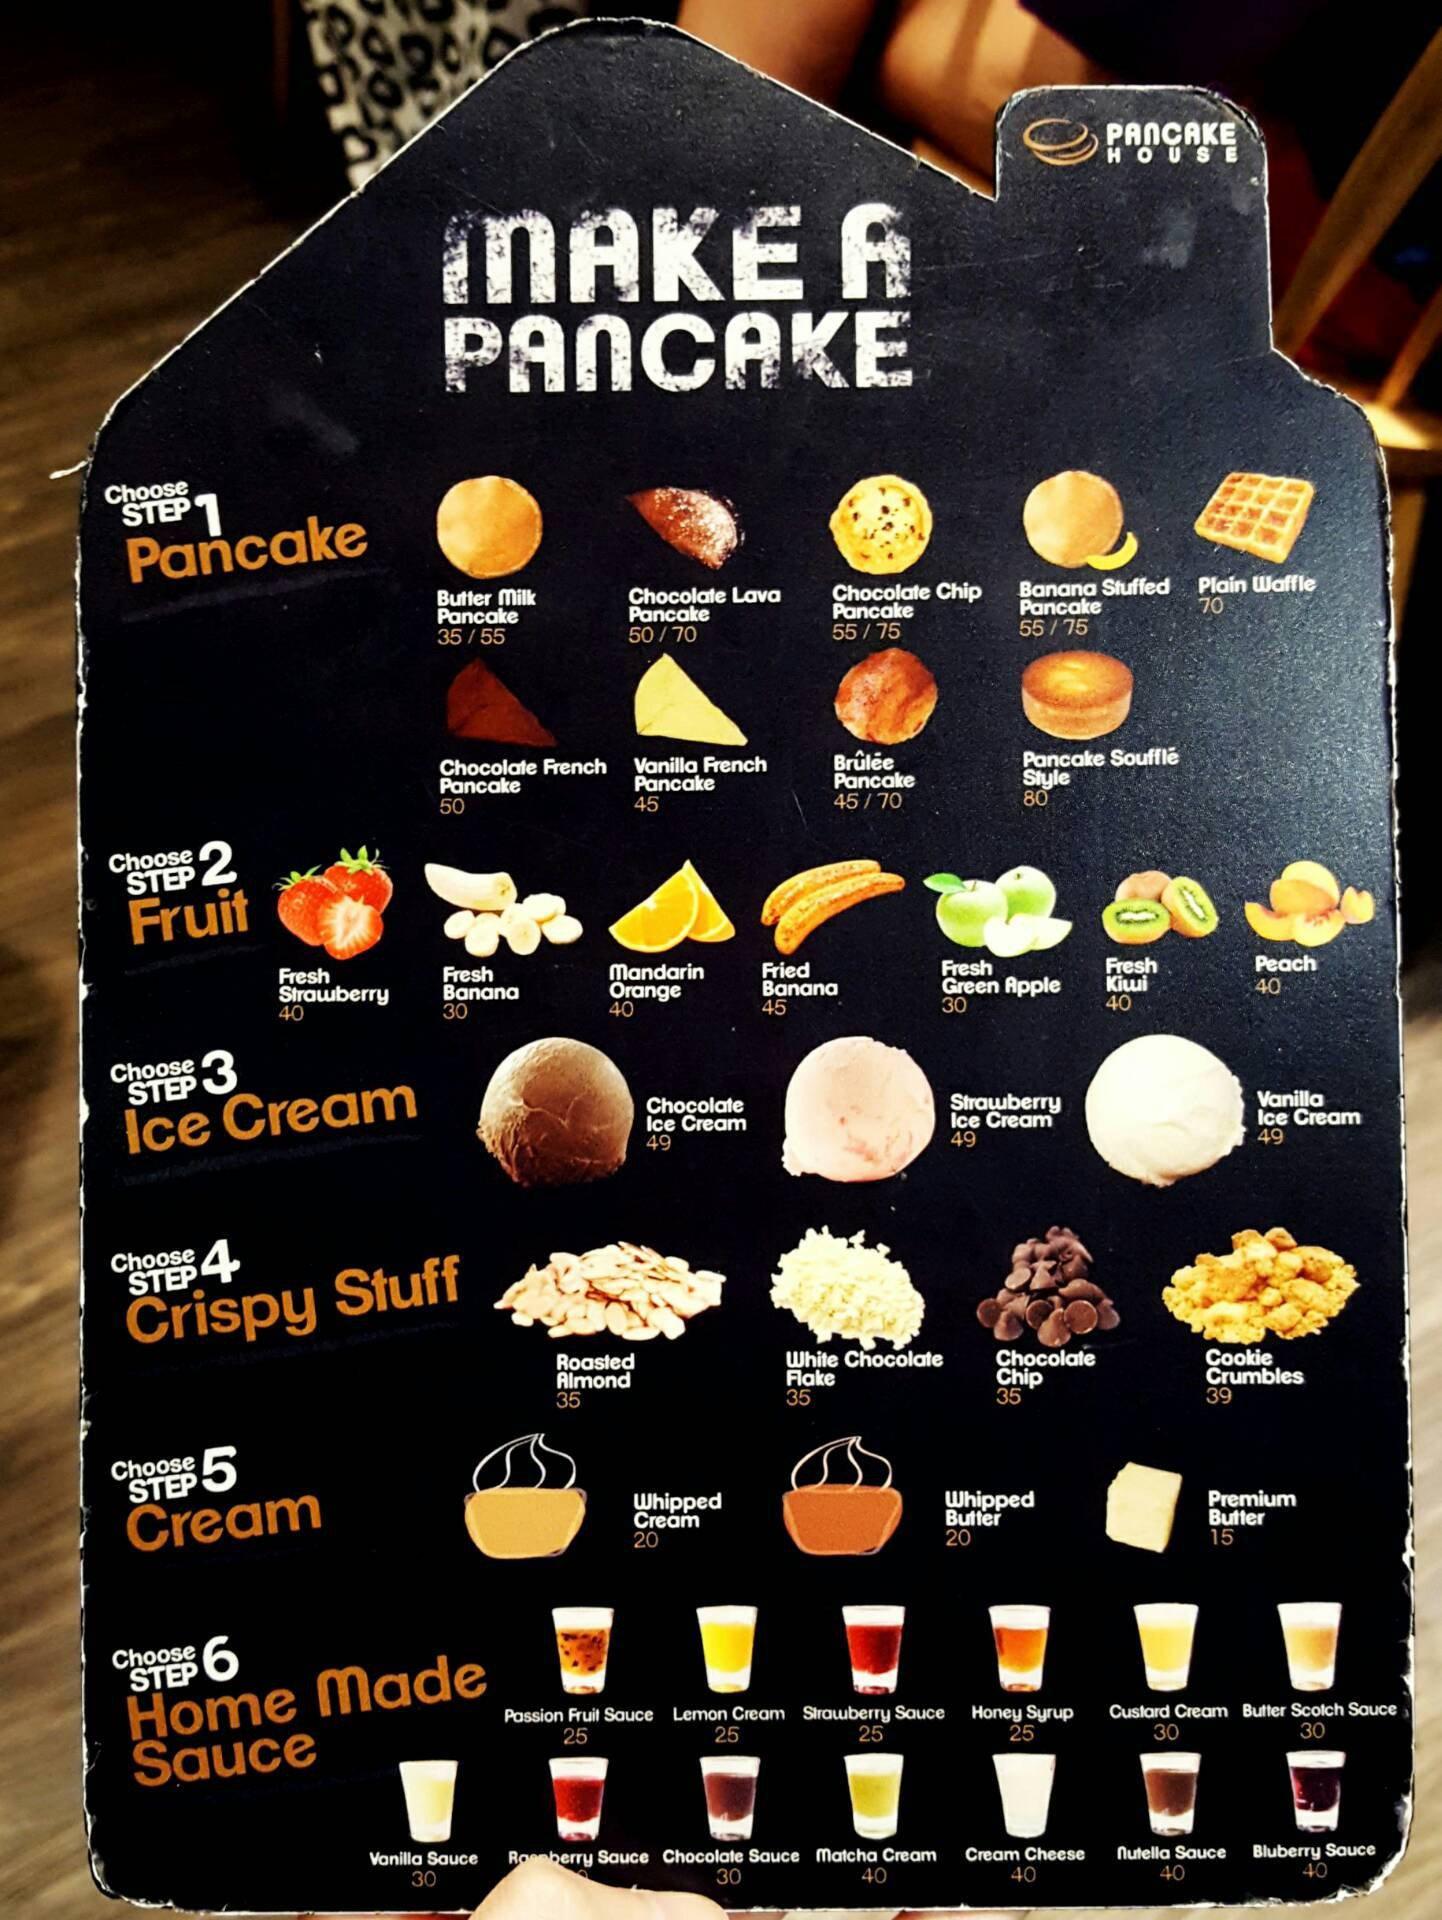 PANCAKE
HOUSE
MAKE A
PANCAKE
Choose
STEP 1
Pancake
Butter Milk
Pancake
35 / 55
Chocolate Lava
Pancake
50 / 70
Chocolate Chip
Pancake
55 / 75
Banana Stuffed
Pancake
55 / 75
Plain Waffle
70
Chocolate French
Pancake
50
Vanilla French
Pancake
45
Brûlée
Pancake
45 / 70
Pancake Soufflé
Style
80
Choose
STEP 2
Fruit
Fresh
Strawberry
40
Fresh
Banana
30
Mandarin
Orange
40
Fried
Banana
45
Fresh
Green Apple
30
Fresh
Kiwi
40
Peach
40
Choose
STEP 3
Ice Cream
Chocolate
Ice Cream
49
Strawberry
Ice Cream
49
Vanilla
Ice Cream
49
Choose
STEP 4
Crispy Stuff
Roasted
Almond
35
White Chocolate
Flake
35
Chocolate
Chip
35
Cookie
Crumbles
39
Choose
STEP 5
Cream
Whipped
Cream
20
Whipped
Butter
20
Premium
Butter
15
Choose
STEP 6
Home Made
Sauce
Passion Fruit Sauce
25
Lemon Cream
25
Strawberry Sauce
25
Honey Syrup
25
Custard Cream
30
Butter Scotch Sauce
30
Vanilla Sauce
30
Raspberry Sauce
Chocolate Sauce
30
Matcha Cream
40
Cream Cheese
40
Nutella Sauce
40
Bluberry Sauce
40